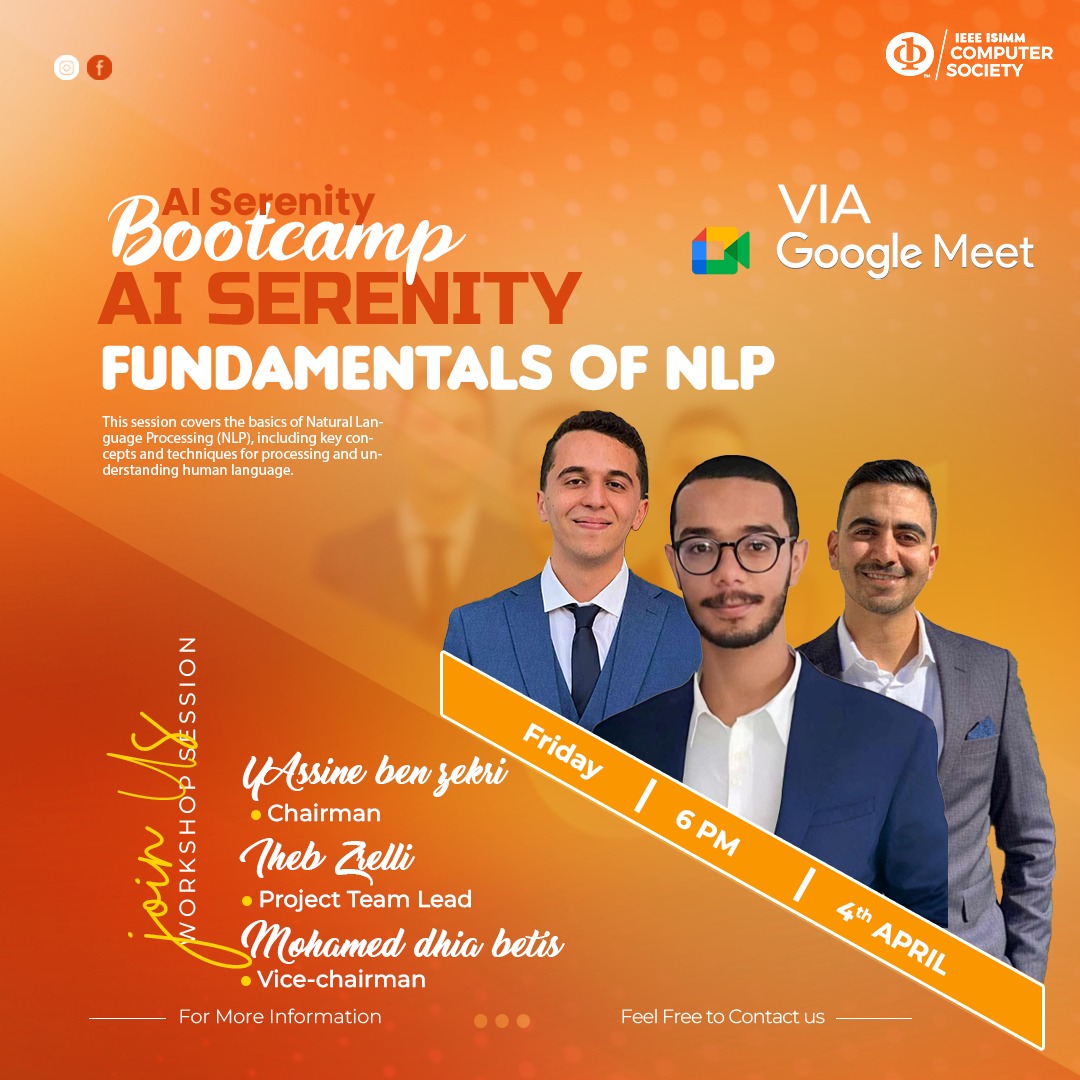 IEEE ISIMM
COMPUTER
SOCIETY
AI Serenity
Bootcamp
AI SERENITY
FUNDAMENTALS OF NLP
VIA
Google Meet
This session covers the basics of Natural Lan-
guage Processing (NLP), including key con-
cepts and techniques for processing and un-
derstanding human language.
Friday | 6 PM | 4th APRIL
join Us
WORKSHOP SESSION
YAssine ben zekri
• Chairman
Iheb Zrelli
• Project Team Lead
Mohamed dhia betis
• Vice-chairman
For More Information
Feel Free to Contact us